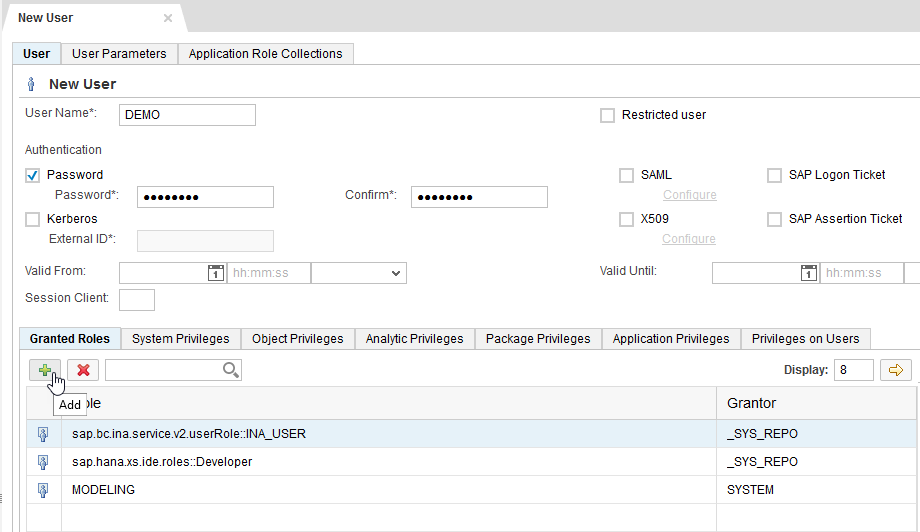 New User
User User Parameters Application Role Collections
New User
User Name*: DEMO Restricted user
Authentication
Password SAML SAP Logon Ticket
Password*: ●●●●●●●● Confirm*: ●●●●●●●● Configure
Kerberos X509 SAP Assertion Ticket
External ID*: Configure
Valid From: 1 hh:mm:ss Valid Until: 1 hh:mm:ss
Session Client:
Granted Roles System Privileges Object Privileges Analytic Privileges Package Privileges Application Privileges Privileges on Users
Display: 8
Add
Grantor
sap.bc.ina.service.v2.userRole::INA_USER _SYS_REPO
sap.hana.xs.ide.roles::Developer _SYS_REPO
MODELING SYSTEM